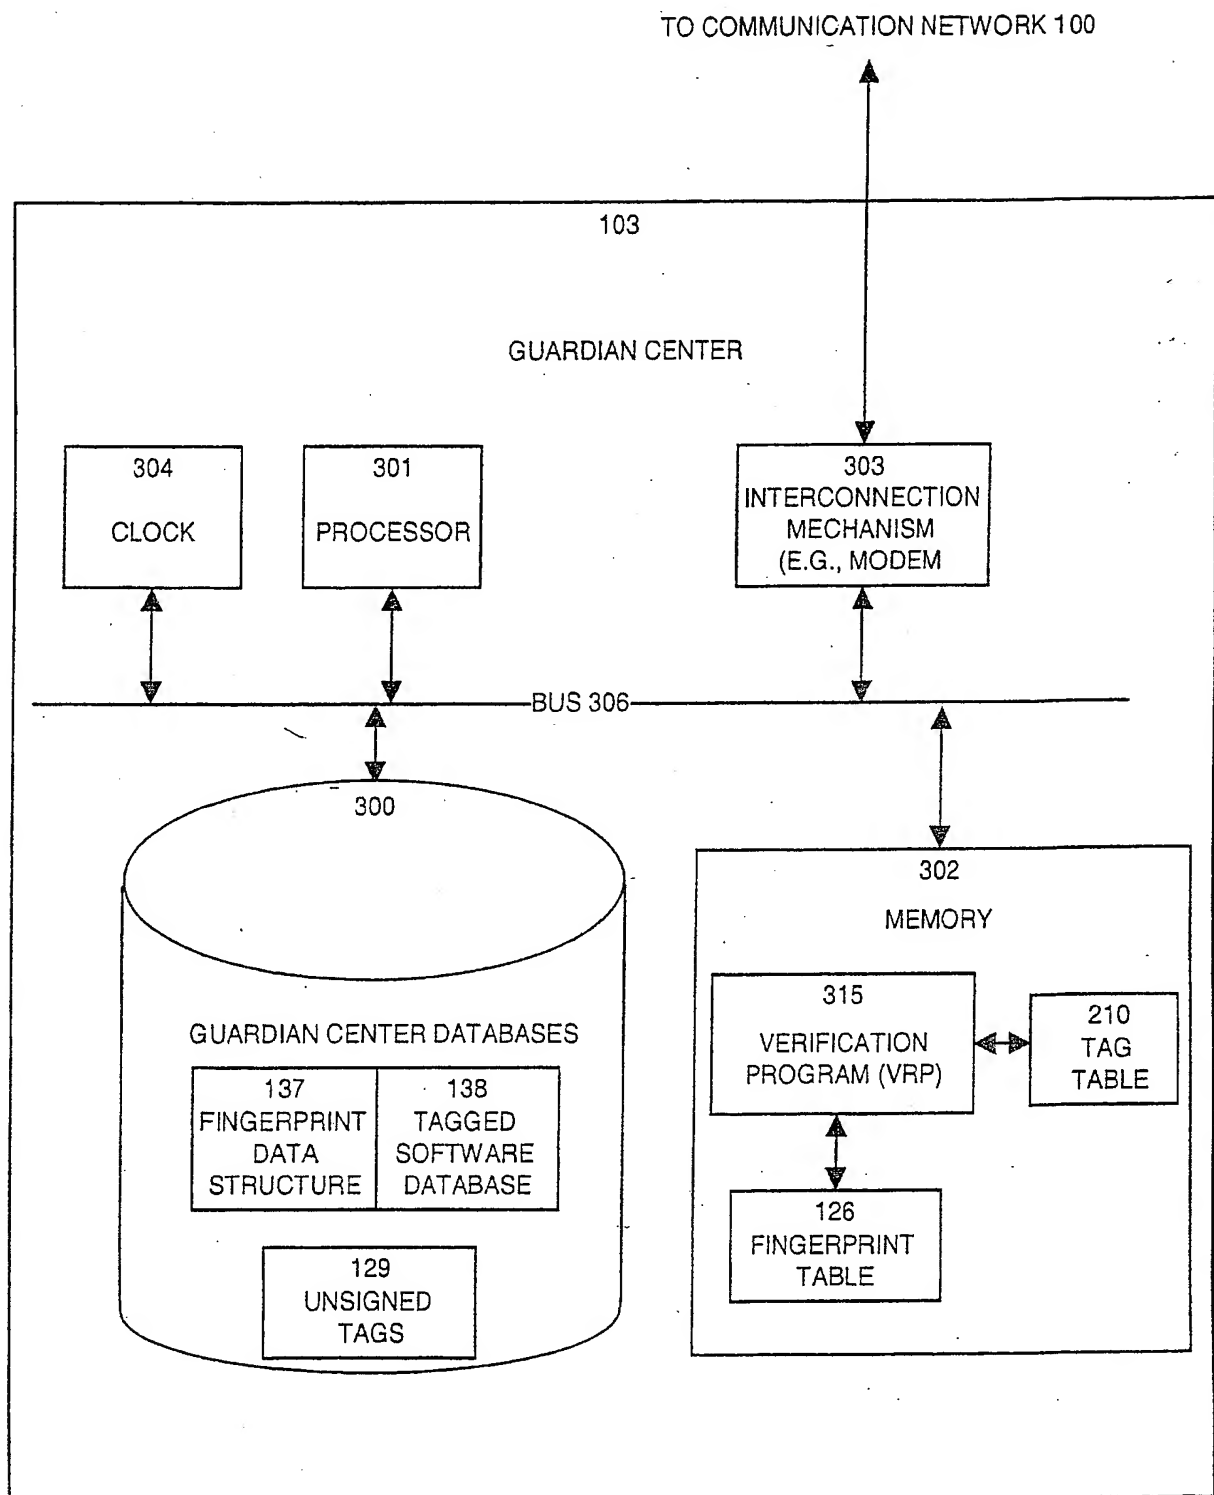 TO COMMUNICATION NETWORK 100
103
GUARDIAN CENTER
304
CLOCK
301
PROCESSOR
303
INTERCONNECTION
MECHANISM
(E.G., MODEM
BUS 306
300
GUARDIAN CENTER DATABASES
137
FINGERPRINT
DATA
STRUCTURE
138
TAGGED
SOFTWARE
DATABASE
129
UNSIGNED
TAGS
302
MEMORY
315
VERIFICATION
PROGRAM (VRP)
210
TAG
TABLE
126
FINGERPRINT
TABLE